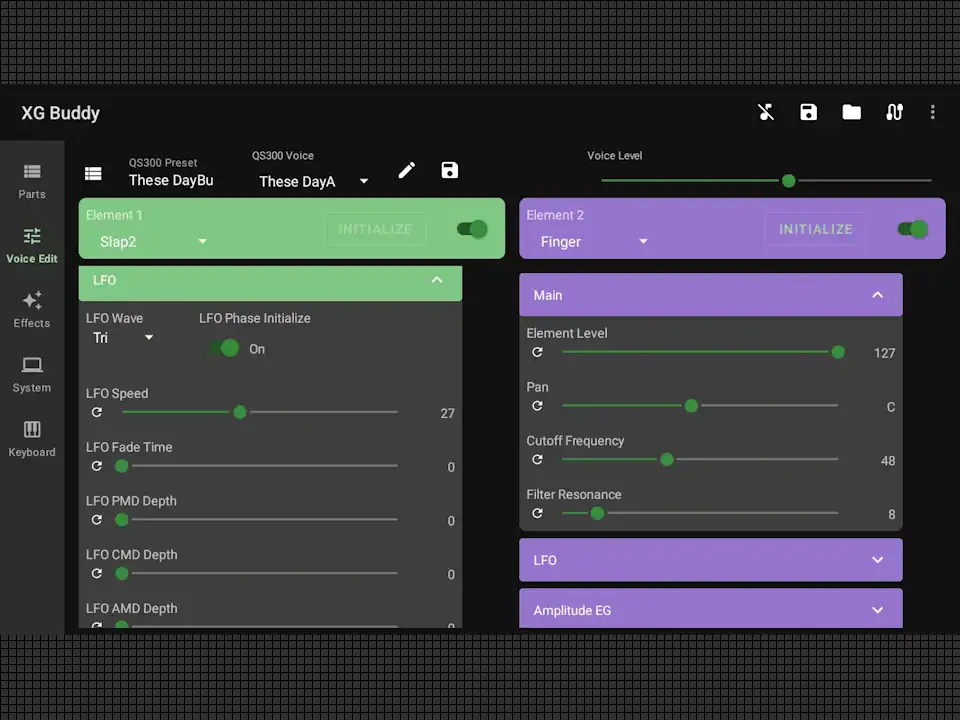 XG Buddy
Parts
Voice Edit
Effects
System
Keyboard
QS300 Preset
These DayBu
QS300 Voice
These DayA
Voice Level
Element 1
Slap2
INITIALIZE
LFO
LFO Wave
Tri
LFO Phase Initialize
On
LFO Speed
27
LFO Fade Time
0
LFO PMD Depth
0
LFO CMD Depth
0
LFO AMD Depth
0
Element 2
Finger
INITIALIZE
Main
Element Level
127
Pan
C
Cutoff Frequency
48
Filter Resonance
8
LFO
Amplitude EG